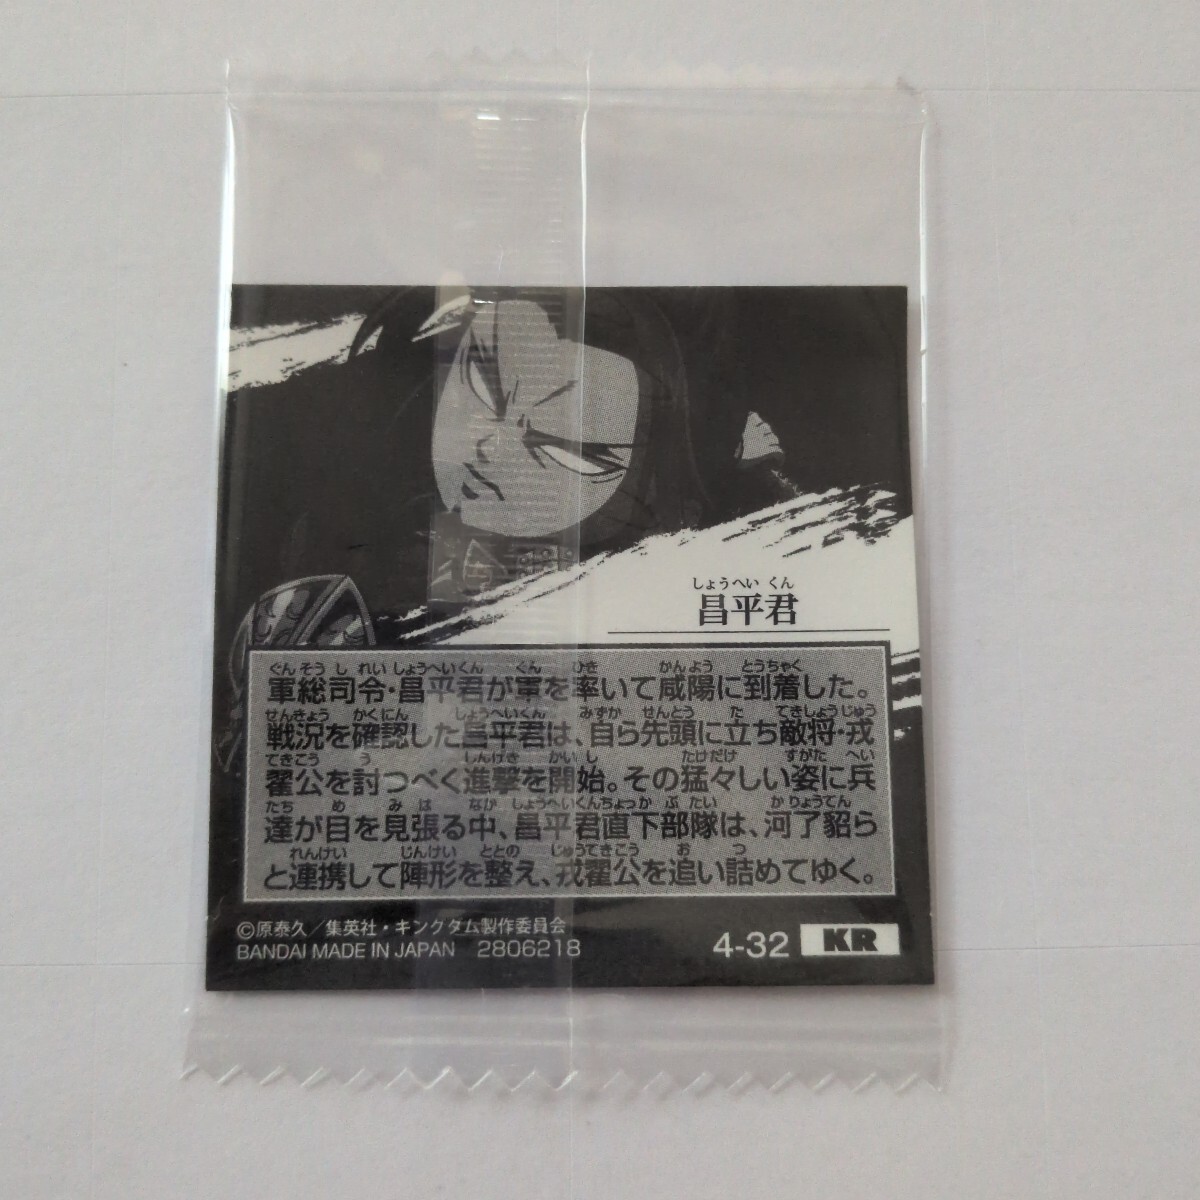 しょうへい くん
昌平君
ぐんそう し れいしょうへいくん ぐん ひき かんよう とうちゃく
軍総司令・昌平君が軍を率いて咸陽に到着した。
せんきょう かくにん しょうへいくん みずか せんとう た てきしょうじゅう
戦況を確認した昌平君は、自ら先頭に立ち敵将・戎
てきこう う しんげき かいし たけだけ すがた へい
翟公を討つべく進撃を開始。その猛々しい姿に兵
たち め みは なか しょうへいくんちょっか ぶたい かりょうてん
達が目を見張る中、昌平君直下部隊は、河了貂ら
れんけい じんけい ととの じゅうてきこう お つ
と連携して陣形を整え、戎翟公を追い詰めてゆく。
©原泰久／集英社・キングダム製作委員会
BANDAI MADE IN JAPAN 2806218
4-32 KR